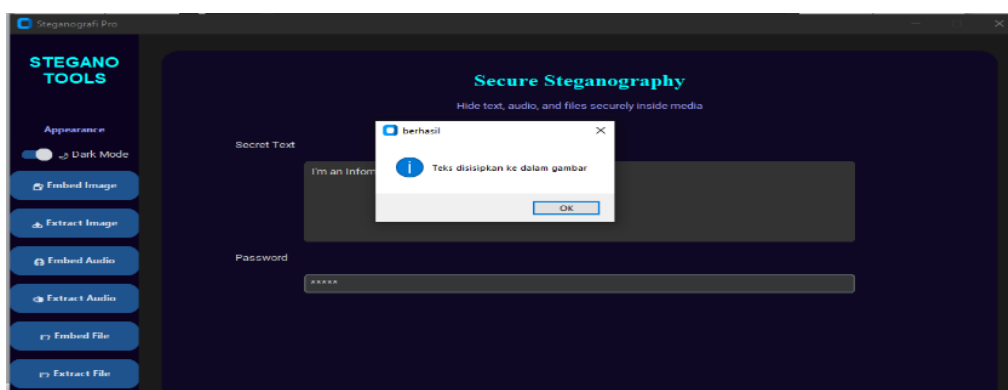 Steganografi Pro
STEGANO
TOOLS
Appearance
Dark Mode
Embed Image
Extract Image
Embed Audio
Extract Audio
Embed File
Extract File
Secure Steganography
Hide text, audio, and files securely inside media
Secret Text
I'm an Inform
berhasil
Teks disisipkan ke dalam gambar
OK
Password
*****